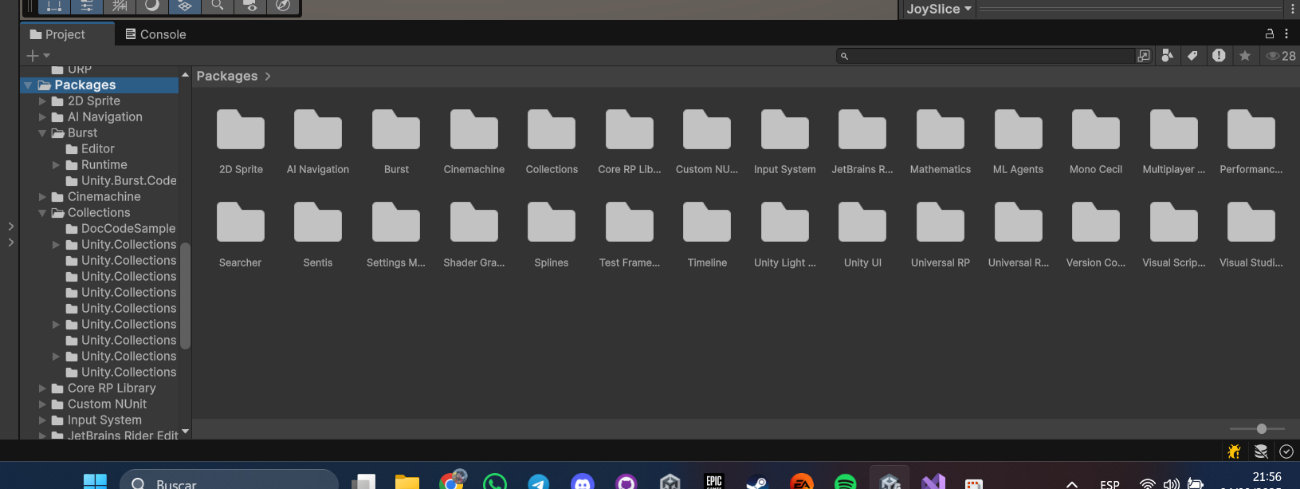 JoySlice
Project
Console
28
URP
Packages
2D Sprite
AI Navigation
Burst
Editor
Runtime
Unity.Burst.Code
Cinemachine
Collections
DocCodeSample
Unity.Collections
Unity.Collections
Unity.Collections
Unity.Collections
Unity.Collections
Unity.Collections
Unity.Collections
Unity.Collections
Unity.Collections
Core RP Library
Custom NUnit
Input System
JetBrains Rider Edit
Packages >
2D Sprite AI Navigation Burst Cinemachine Collections Core RP Lib... Custom NU... Input System JetBrains R... Mathematics ML Agents Mono Cecil Multiplayer ... Performanc...
Searcher Sentis Settings M... Shader Gra... Splines Test Frame... Timeline Unity Light ... Unity UI Universal RP Universal R... Version Co... Visual Scrip... Visual Studi...
Buscar
EPIC
EA
ESP
21:56